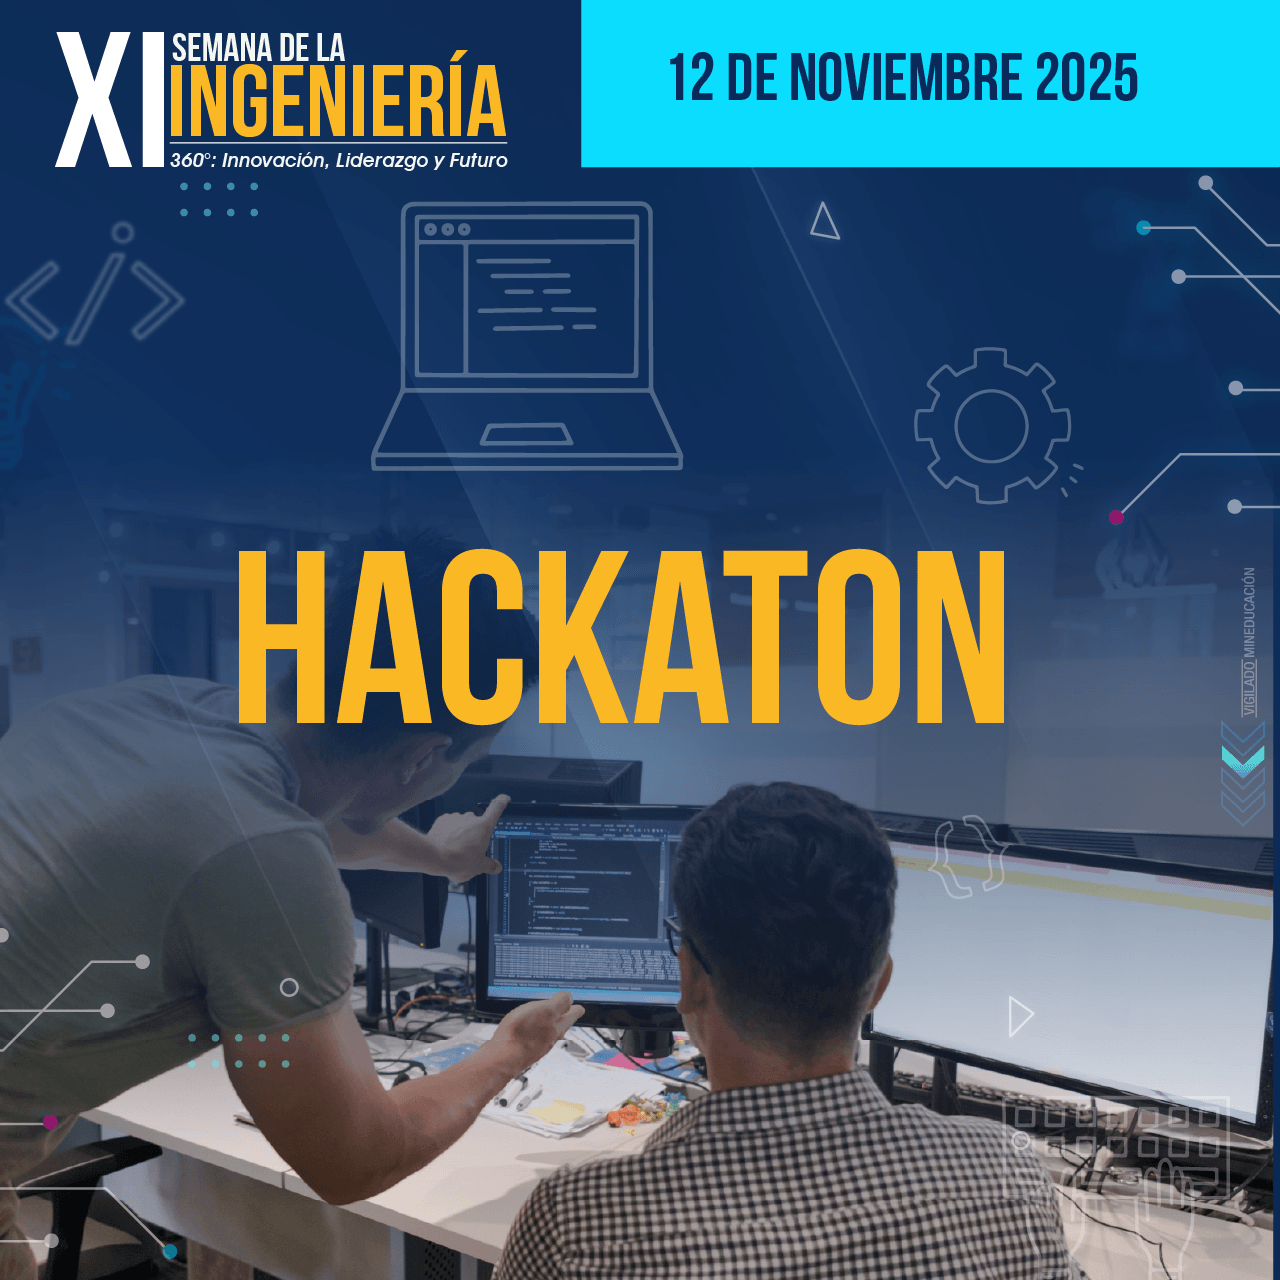 XI SEMANA DE LA
INGENIERÍA
360°: Innovación, Liderazgo y Futuro
12 DE NOVIEMBRE 2025
HACKATON
VIGILADO MINEDUCACIÓN